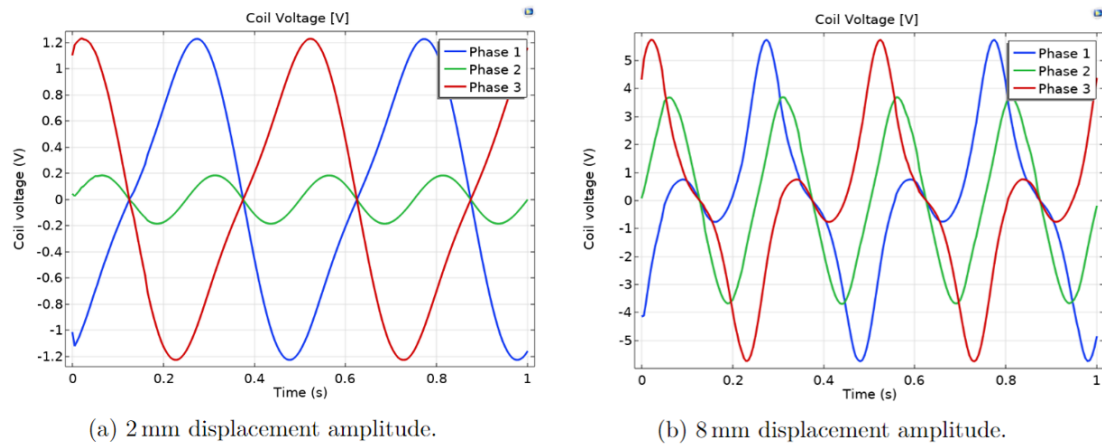 Coil Voltage [V]
Coil voltage (V)
1.2
1
0.8
0.6
0.4
0.2
0
-0.2
-0.4
-0.6
-0.8
-1
-1.2
Phase 1
Phase 2
Phase 3
0 0.2 0.4 0.6 0.8 1
Time (s)
(a) 2 mm displacement amplitude.
Coil Voltage [V]
Coil voltage (V)
5
4
3
2
1
0
-1
-2
-3
-4
-5
Phase 1
Phase 2
Phase 3
0 0.2 0.4 0.6 0.8 1
Time (s)
(b) 8 mm displacement amplitude.